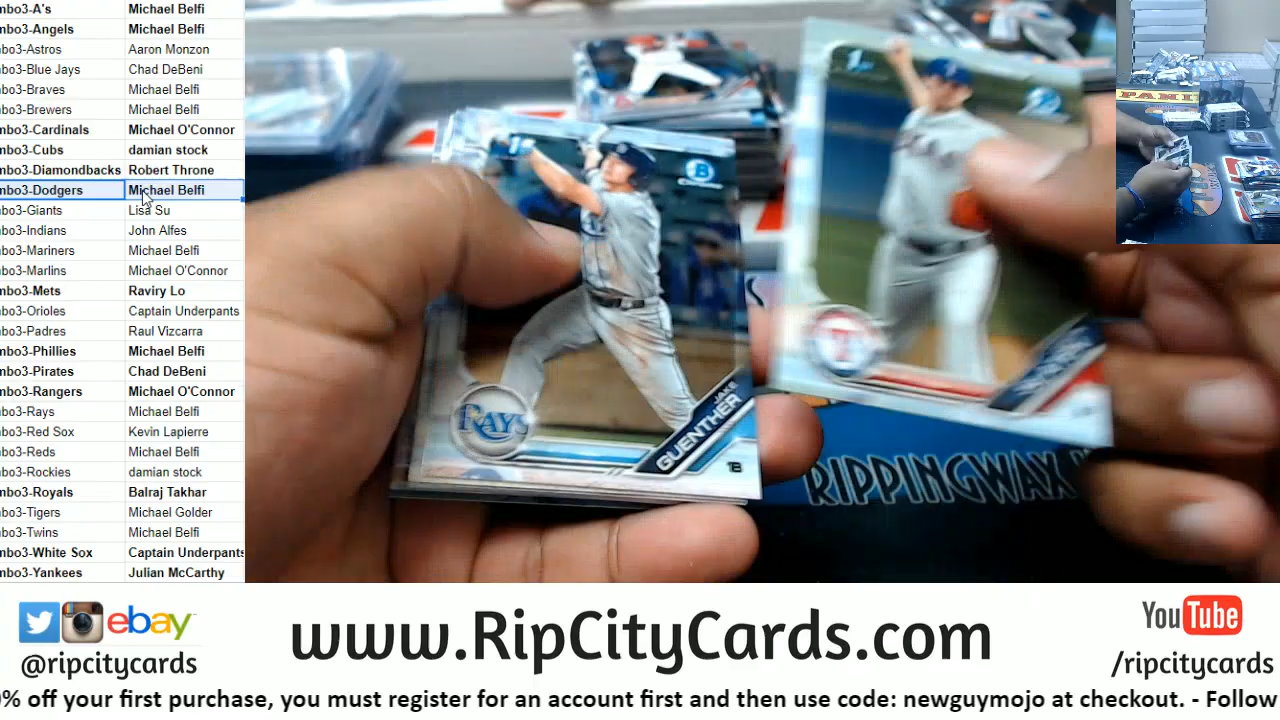 mbo3-A's Michael Belfi
mbo3-Angels Michael Belfi
mbo3-Astros Aaron Monzon
mbo3-Blue Jays Chad DeBeni
mbo3-Braves Michael Belfi
mbo3-Brewers Michael Belfi
mbo3-Cardinals Michael O'Connor
mbo3-Cubs damian stock
mbo3-Diamondbacks Robert Throne
mbo3-Dodgers Michael Belfi
mbo3-Giants Lisa Su
mbo3-Indians John Alfes
mbo3-Mariners Michael Belfi
mbo3-Marlins Michael O'Connor
mbo3-Mets Raviry Lo
mbo3-Orioles Captain Underpants
mbo3-Padres Raul Vizcarra
mbo3-Phillies Michael Belfi
mbo3-Pirates Chad DeBeni
mbo3-Rangers Michael O'Connor
mbo3-Rays Michael Belfi
mbo3-Red Sox Kevin Lapierre
mbo3-Reds Michael Belfi
mbo3-Rockies damian stock
mbo3-Royals Balraj Takhar
mbo3-Tigers Michael Golder
mbo3-Twins Michael Belfi
mbo3-White Sox Captain Underpants
mbo3-Yankees Julian McCarthy
PANI
1st
B
RAYS
JAKE
GUENTHER
1B
T
RIPPINGWAX
ebay
@ripcitycards
www.RipCityCards.com
YouTube
/ripcitycards
% off your first purchase, you must register for an account first and then use code: newguymojo at checkout. - Follow